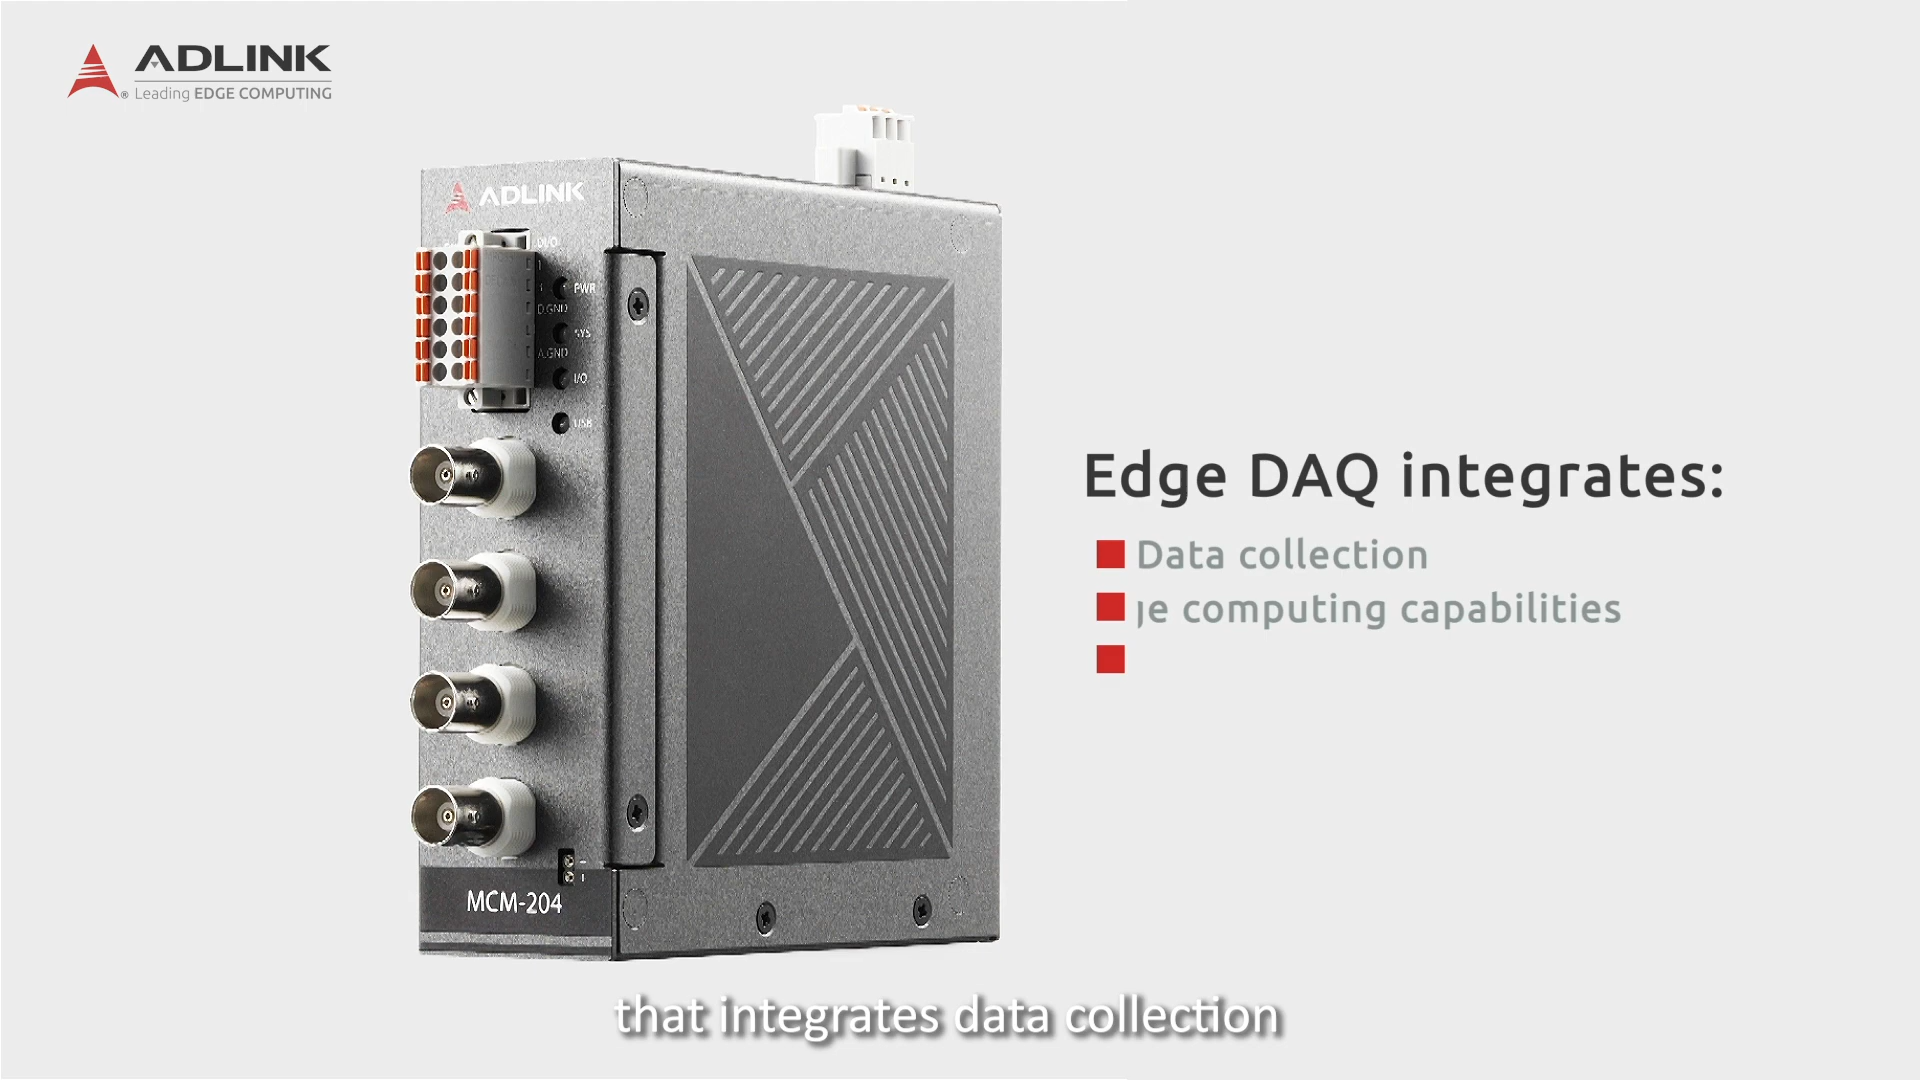 ADLINK
Leading EDGE COMPUTING
ADLINK
DI/O
PWR
D.GND
SYS
A.GND
I/O
USB
MCM-204
Edge DAQ integrates:
Data collection
computing capabilities
that integrates data collection